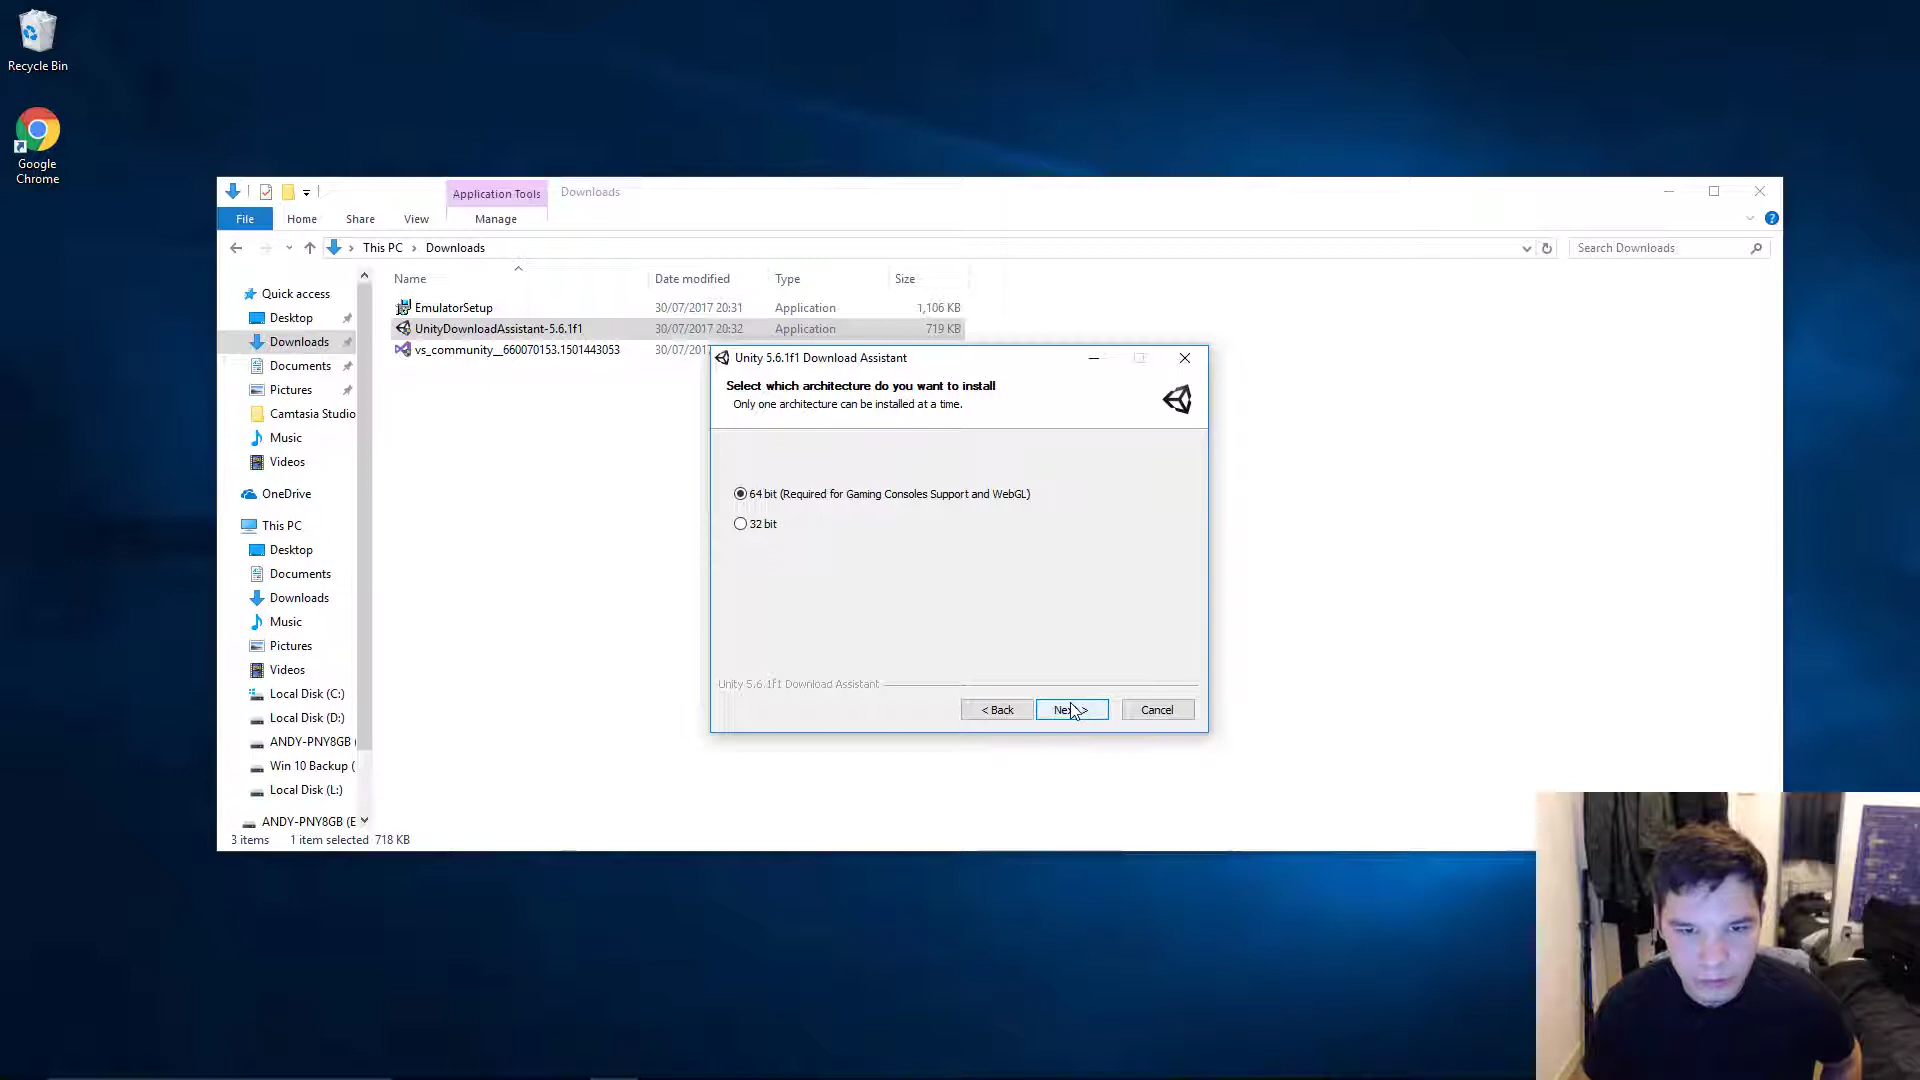 Recycle Bin
Google
Chrome
Application Tools
Downloads
File
Home
Share
View
Manage
This PC
Downloads
Search Downloads
Name
Date modified
Type
Size
EmulatorSetup
30/07/2017 20:31
Application
1,106 KB
UnityDownloadAssistant-5.6.1f1
30/07/2017 20:32
Application
719 KB
vs_community__660070153.1501443053
30/07/201
Quick access
Desktop
Downloads
Documents
Pictures
Camtasia Studio
Music
Videos
OneDrive
This PC
Desktop
Documents
Downloads
Music
Pictures
Videos
Local Disk (C:)
Local Disk (D:)
ANDY-PNY8GB (
Win 10 Backup (
Local Disk (L:)
ANDY-PNY8GB (E
3 items
1 item selected 718 KB
Unity 5.6.1f1 Download Assistant
Select which architecture do you want to install
Only one architecture can be installed at a time.
64 bit (Required for Gaming Consoles Support and WebGL)
32 bit
Unity 5.6.1f1 Download Assistant
< Back
Next >
Cancel